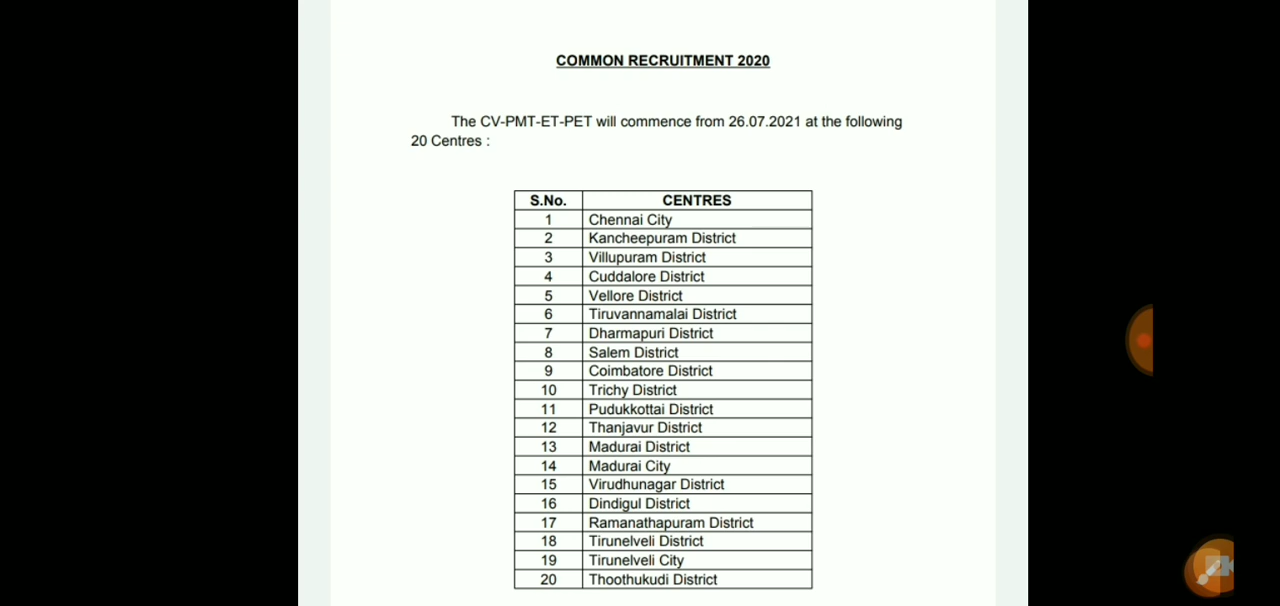 COMMON RECRUITMENT 2020
The CV-PMT-ET-PET will commence from 26.07.2021 at the following
20 Centres :
S.No. CENTRES
1 Chennai City
2 Kancheepuram District
3 Villupuram District
4 Cuddalore District
5 Vellore District
6 Tiruvannamalai District
7 Dharmapuri District
8 Salem District
9 Coimbatore District
10 Trichy District
11 Pudukkottai District
12 Thanjavur District
13 Madurai District
14 Madurai City
15 Virudhunagar District
16 Dindigul District
17 Ramanathapuram District
18 Tirunelveli District
19 Tirunelveli City
20 Thoothukudi District